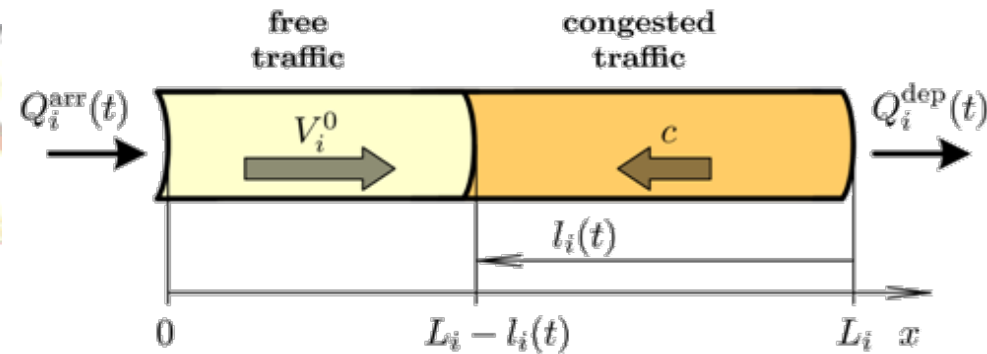 free traffic
congested traffic
Q_i^arr(t)
V_i^0
c
Q_i^dep(t)
l_i(t)
0
L_i − l_i(t)
L_i
x